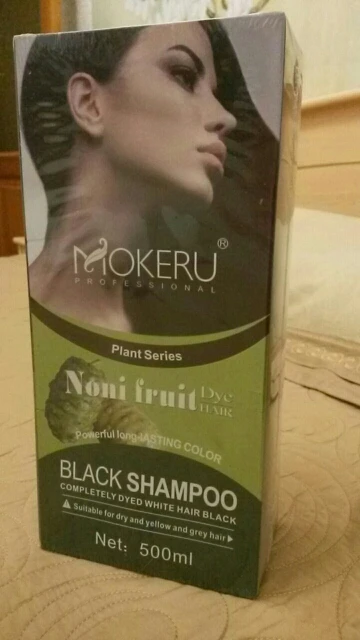 MOKERU®
PROFESSIONAL
Plant Series
Noni fruit Dye
HAIR
Powerful long-LASTING COLOR
BLACK SHAMPOO
COMPLETELY DYED WHITE HAIR BLACK
Suitable for dry and yellow and grey hair
Net: 500ml